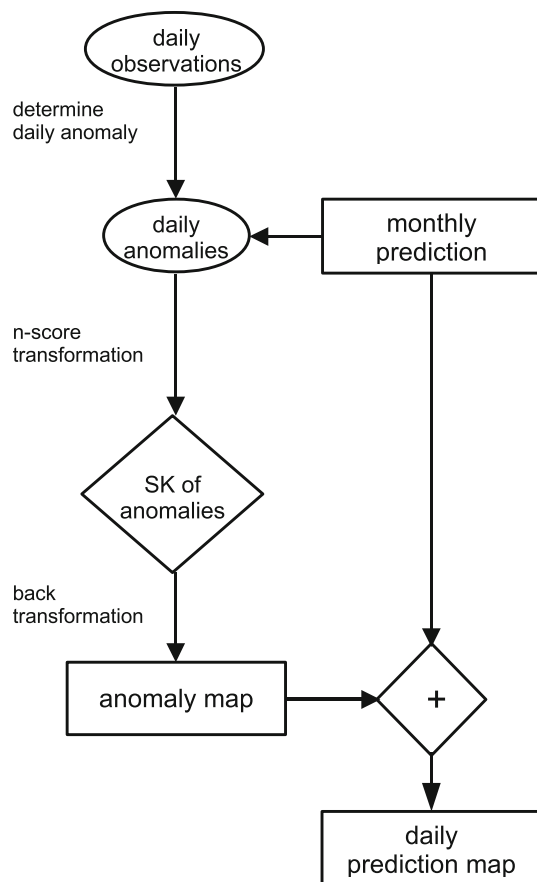 daily
observations
determine
daily anomaly
daily
anomalies
monthly
prediction
n-score
transformation
SK of
anomalies
back
transformation
anomaly map
+
daily
prediction map